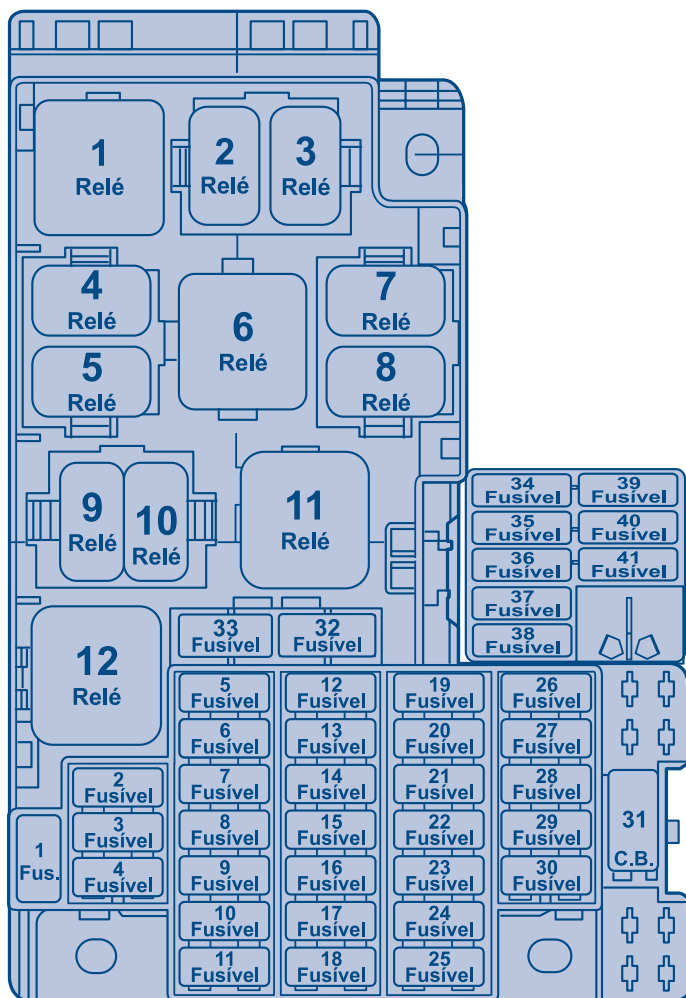 1
Relé
2
Relé
3
Relé
4
Relé
5
Relé
6
Relé
7
Relé
8
Relé
9
Relé
10
Relé
11
Relé
12
Relé
34
Fusível
39
Fusível
35
Fusível
40
Fusível
36
Fusível
41
Fusível
37
Fusível
38
Fusível
33
Fusível
32
Fusível
1
Fus.
2
Fusível
3
Fusível
4
Fusível
5
Fusível
6
Fusível
7
Fusível
8
Fusível
9
Fusível
10
Fusível
11
Fusível
12
Fusível
13
Fusível
14
Fusível
15
Fusível
16
Fusível
17
Fusível
18
Fusível
19
Fusível
20
Fusível
21
Fusível
22
Fusível
23
Fusível
24
Fusível
25
Fusível
26
Fusível
27
Fusível
28
Fusível
29
Fusível
30
Fusível
31
C.B.